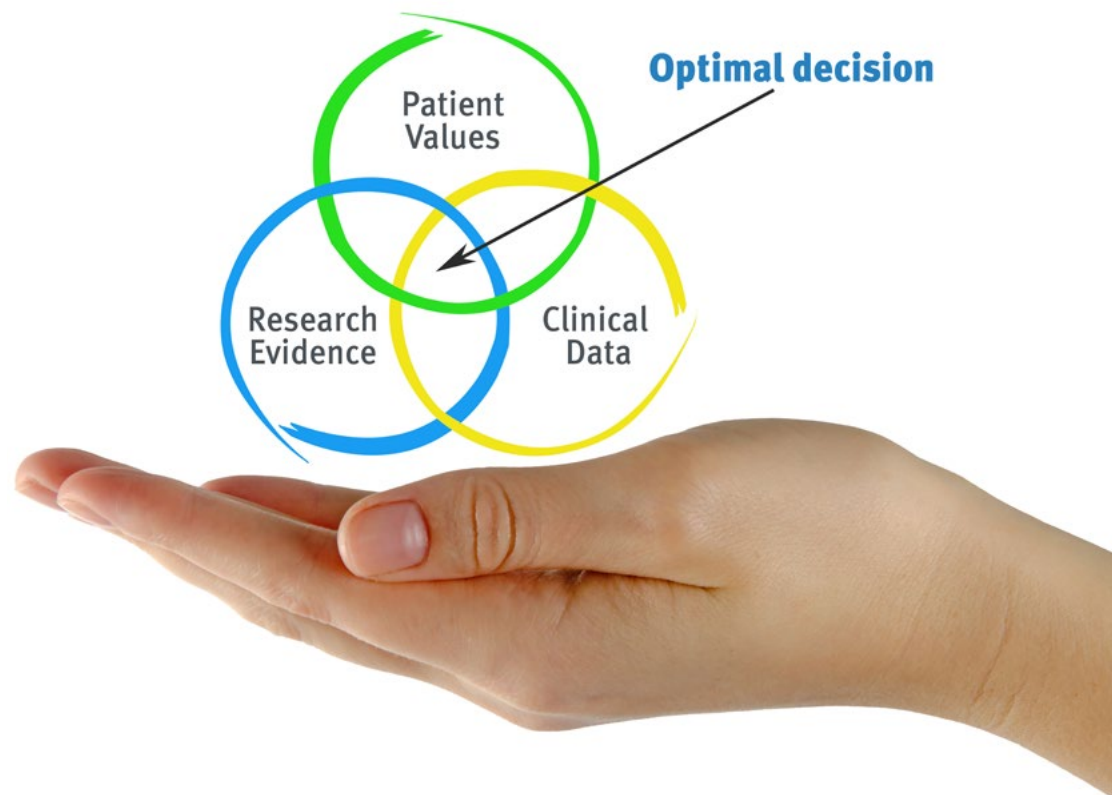 Optimal decision
Patient
Values
Research
Evidence
Clinical
Data